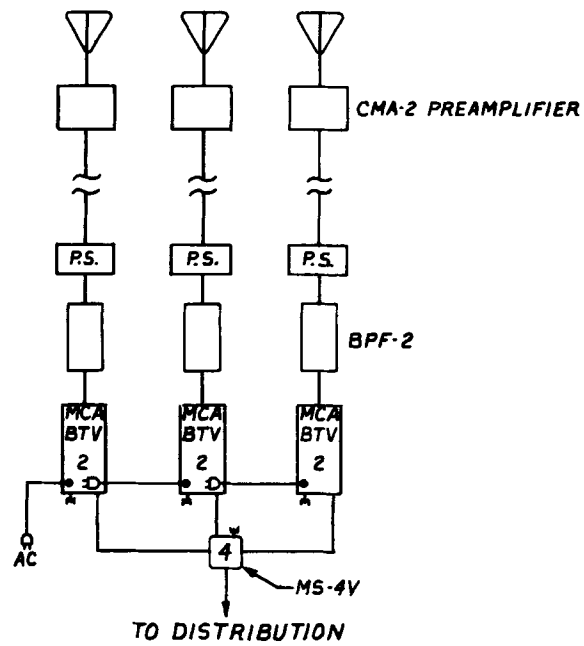 CMA-2 PREAMPLIFIER
P.S. P.S. P.S.
BPF-2
MCA MCA MCA
BTV BTV BTV
2 2 2
AC
4
MS-4V
TO DISTRIBUTION